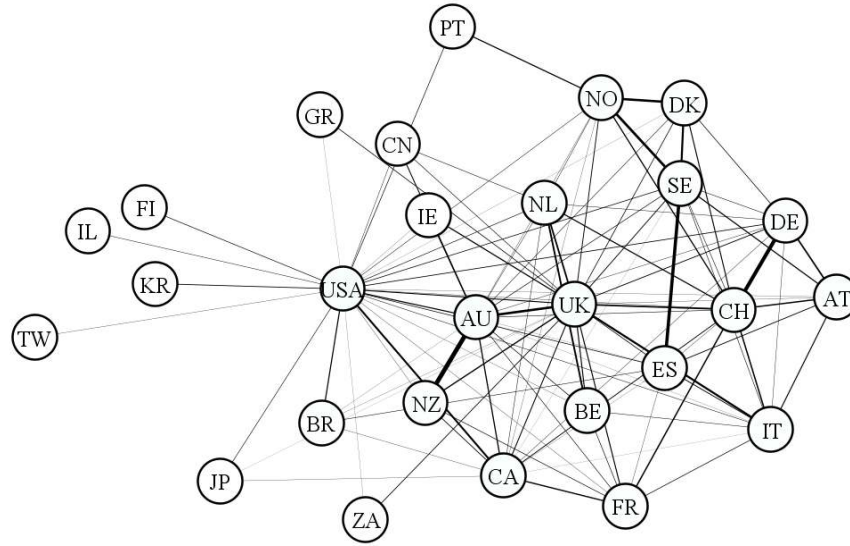 PT
NO
DK
GR
CN
SE
FI
IE
NL
DE
IL
KR
USA
AU
UK
CH
AT
TW
ES
NZ
BE
BR
IT
JP
CA
FR
ZA